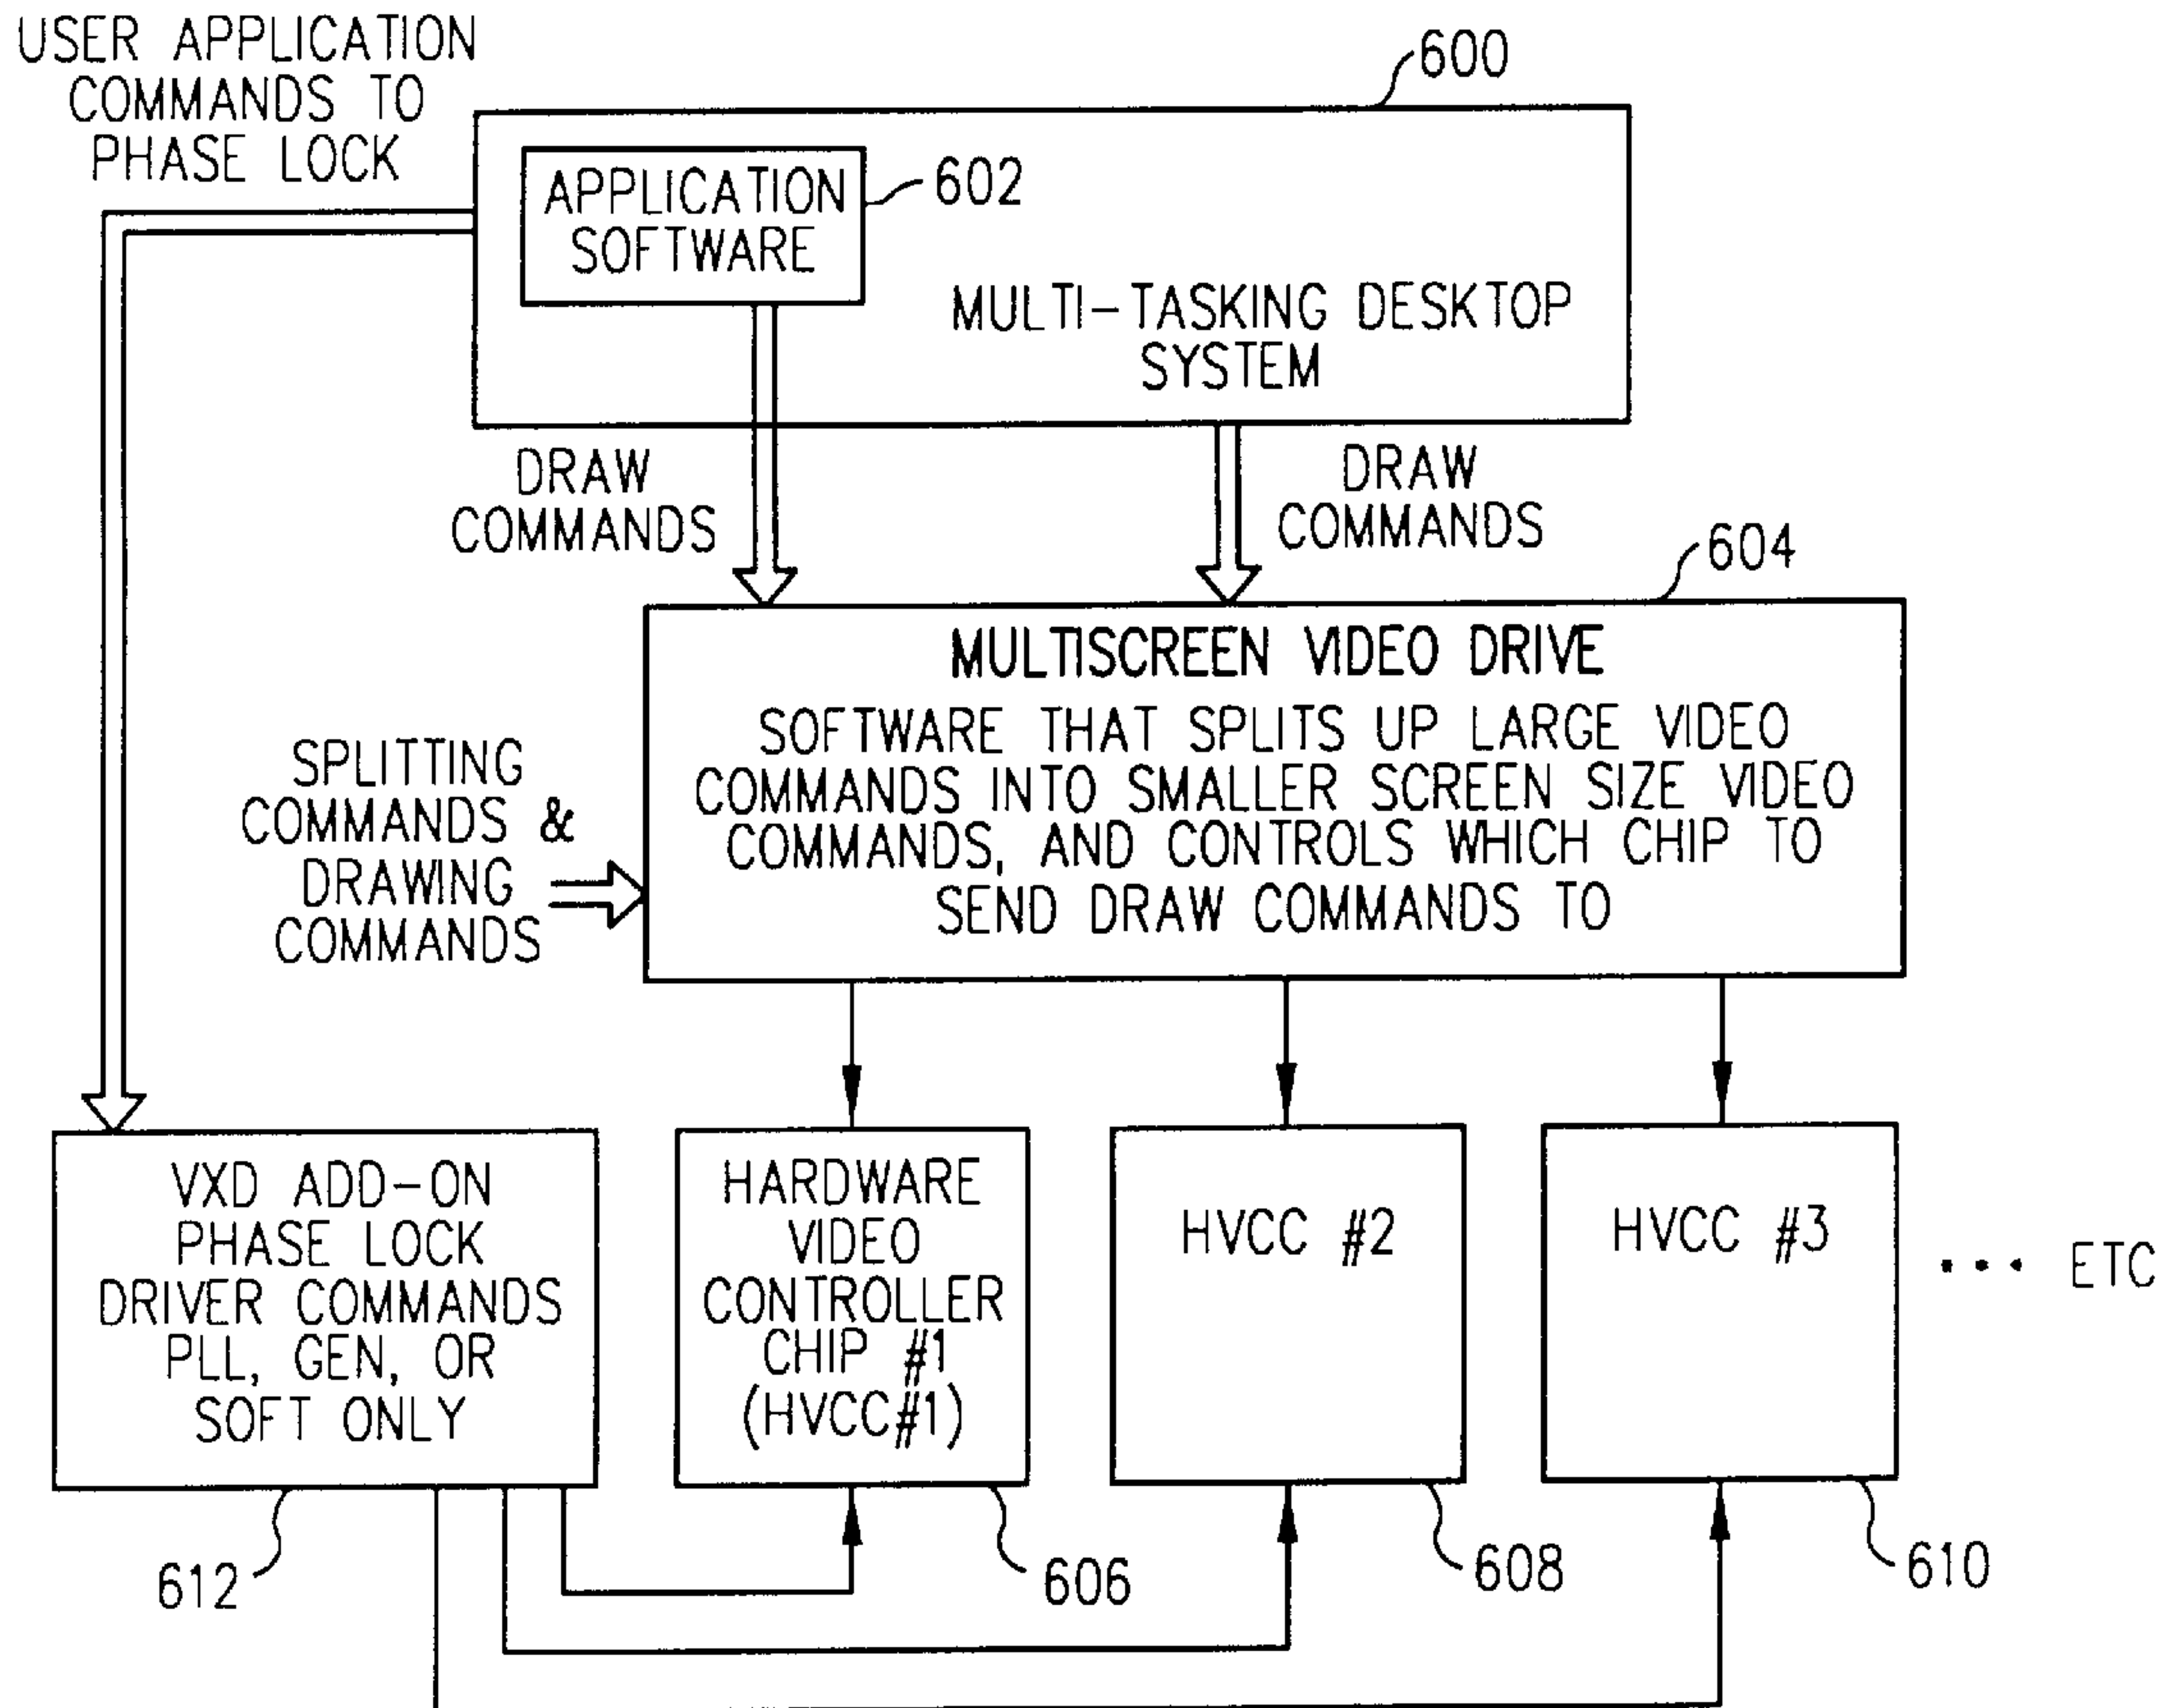 USER APPLICATION
COMMANDS TO
PHASE LOCK
600
APPLICATION
SOFTWARE
602
MULTI-TASKING DESKTOP
SYSTEM
DRAW
COMMANDS
DRAW
COMMANDS
604
MULTISCREEN VIDEO DRIVE
SOFTWARE THAT SPLITS UP LARGE VIDEO
COMMANDS INTO SMALLER SCREEN SIZE VIDEO
COMMANDS, AND CONTROLS WHICH CHIP TO
SEND DRAW COMMANDS TO
SPLITTING
COMMANDS &
DRAWING
COMMANDS
VXD ADD-ON
PHASE LOCK
DRIVER COMMANDS
PLL, GEN, OR
SOFT ONLY
HARDWARE
VIDEO
CONTROLLER
CHIP #1
(HVCC#1)
HVCC #2
HVCC #3
••• ETC
612
606
608
610